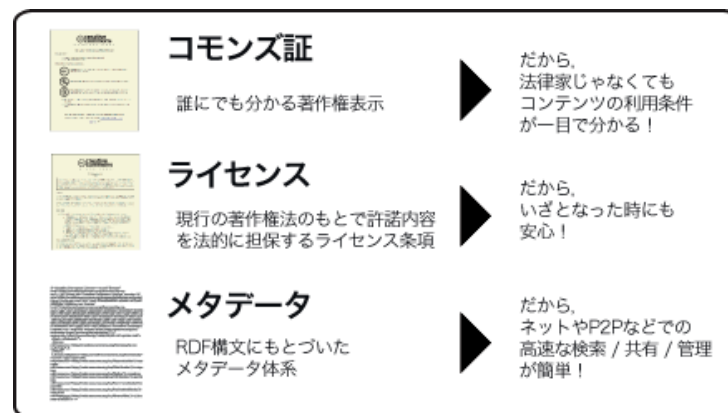 コモンズ証
誰にでも分かる著作権表示
だから,
法律家じゃなくても
コンテンツの利用条件
が一目で分かる！
ライセンス
現行の著作権法のもとで許諾内容
を法的に担保するライセンス条項
だから,
いざとなった時にも
安心！
メタデータ
RDF構文にもとづいた
メタデータ体系
だから,
ネットやP2Pなどでの
高速な検索 / 共有 / 管理
が簡単！